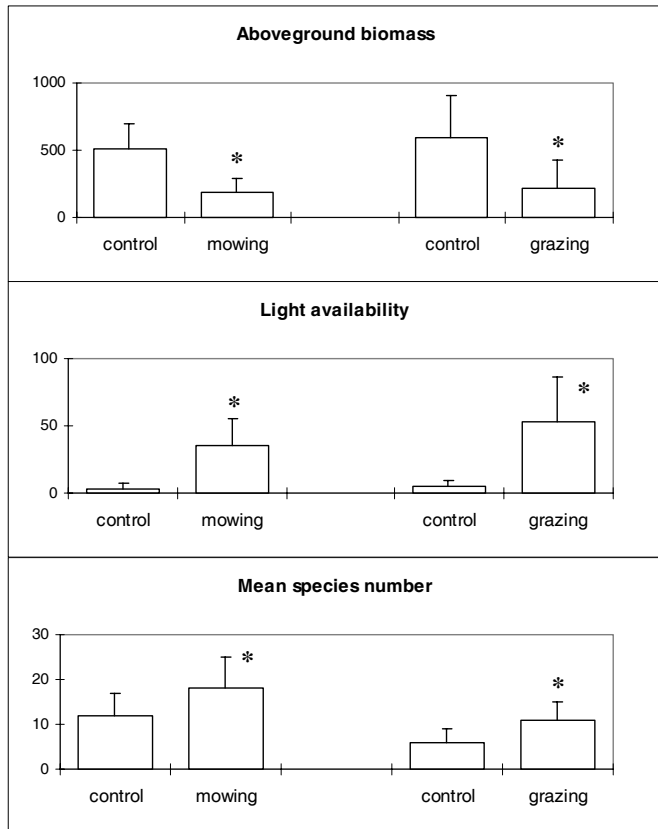 Aboveground biomass
1000
500
0
*
*
control mowing control grazing
Light availability
100
50
0
*
*
control mowing control grazing
Mean species number
30
20
10
0
*
*
control mowing control grazing